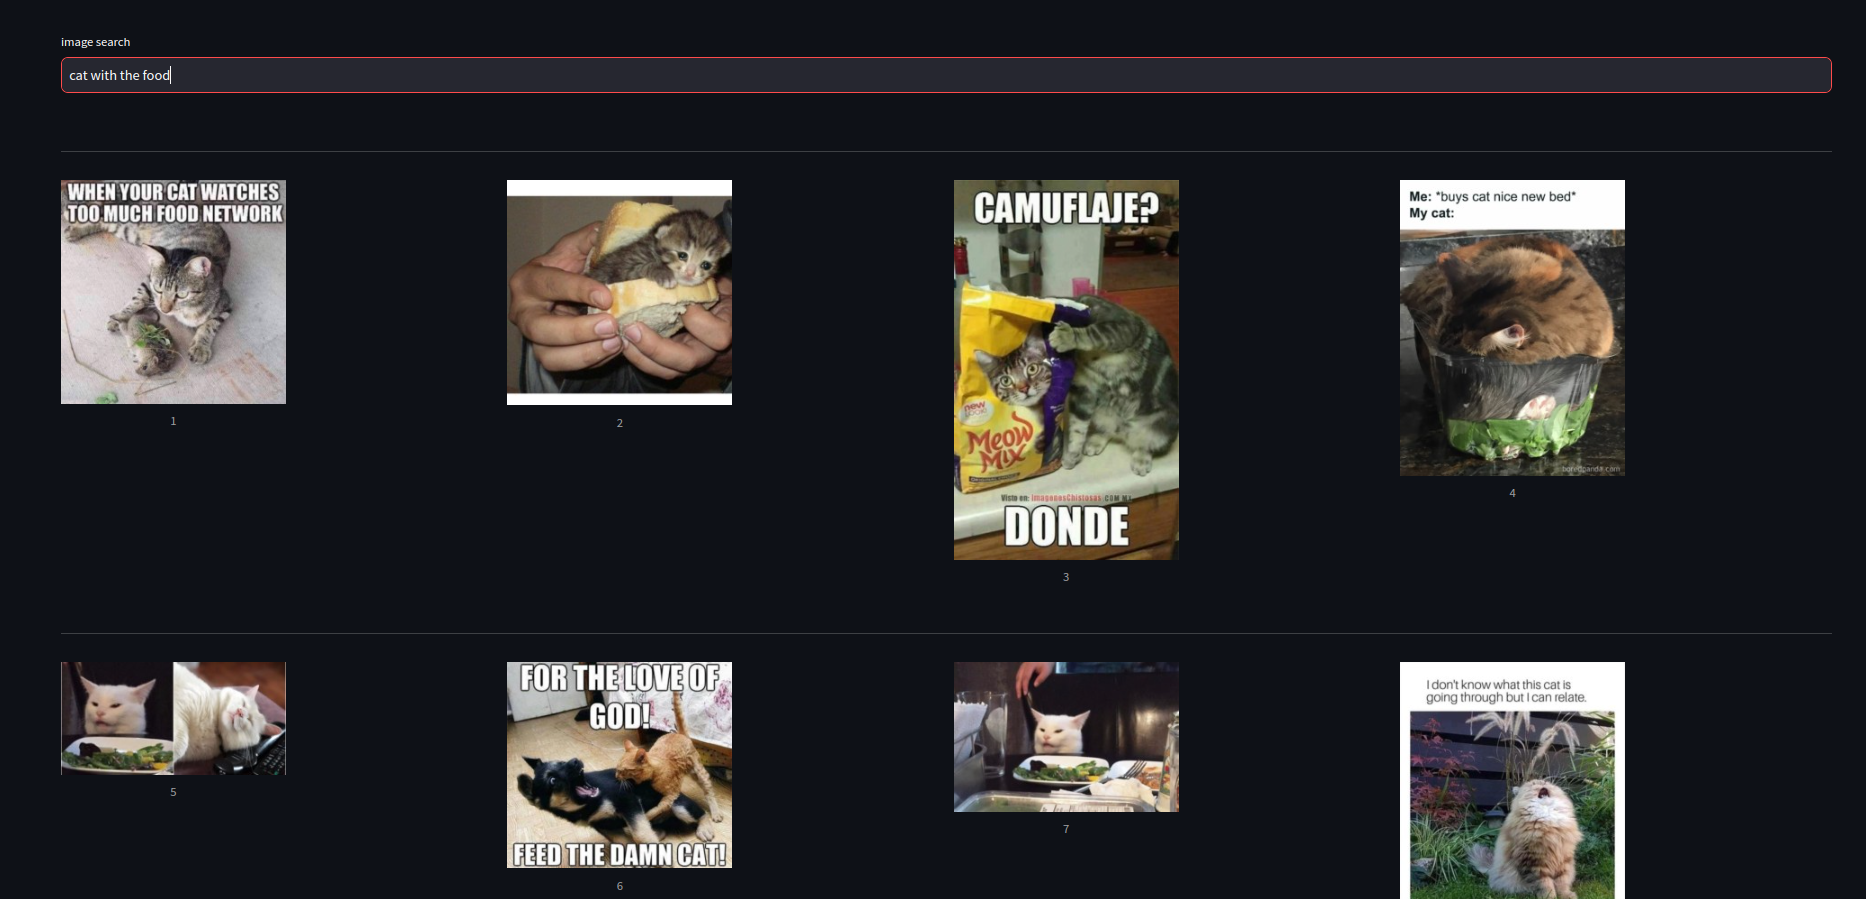 image search
cat with the food
WHEN YOUR CAT WATCHES
TOO MUCH FOOD NETWORK
1
2
CAMUFLAJE?
new
Meow
Mix
Visto en: ImagenesChistosas.COM.MX
DONDE
3
Me: *buys cat nice new bed*
My cat:
boredpanda.com
4
5
FOR THE LOVE OF
GOD!
FEED THE DAMN CAT!
6
7
I don't know what this cat is
going through but I can relate.